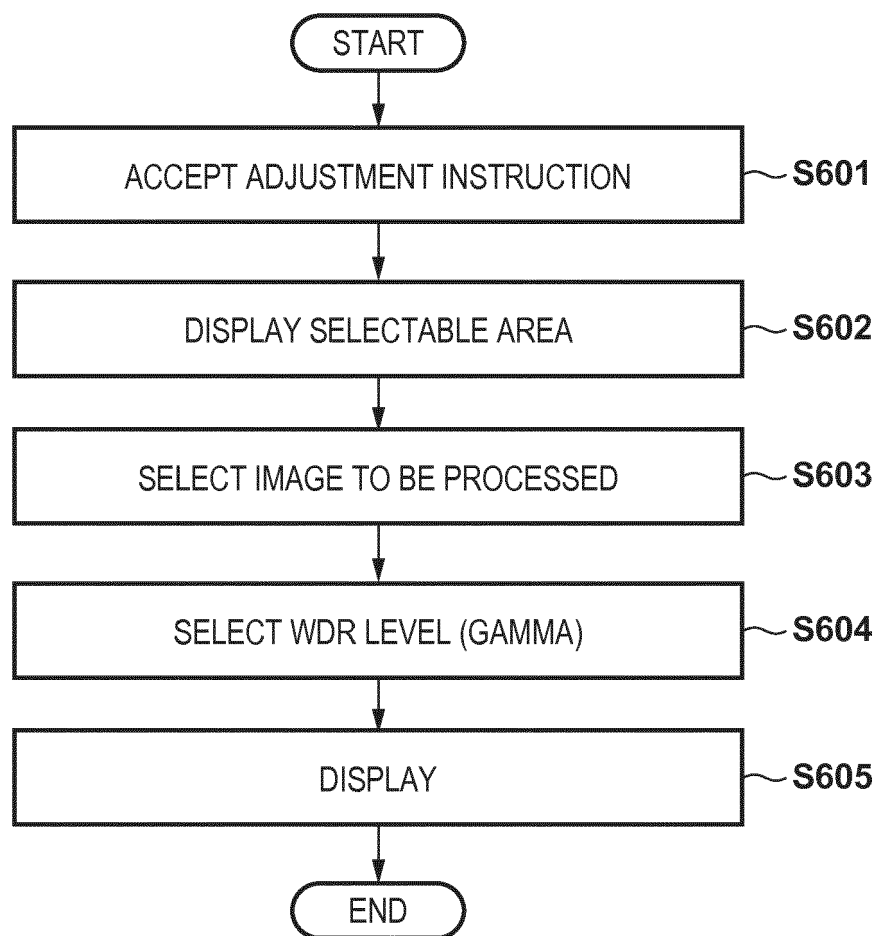 START
ACCEPT ADJUSTMENT INSTRUCTION
S601
DISPLAY SELECTABLE AREA
S602
SELECT IMAGE TO BE PROCESSED
S603
SELECT WDR LEVEL (GAMMA)
S604
DISPLAY
S605
END